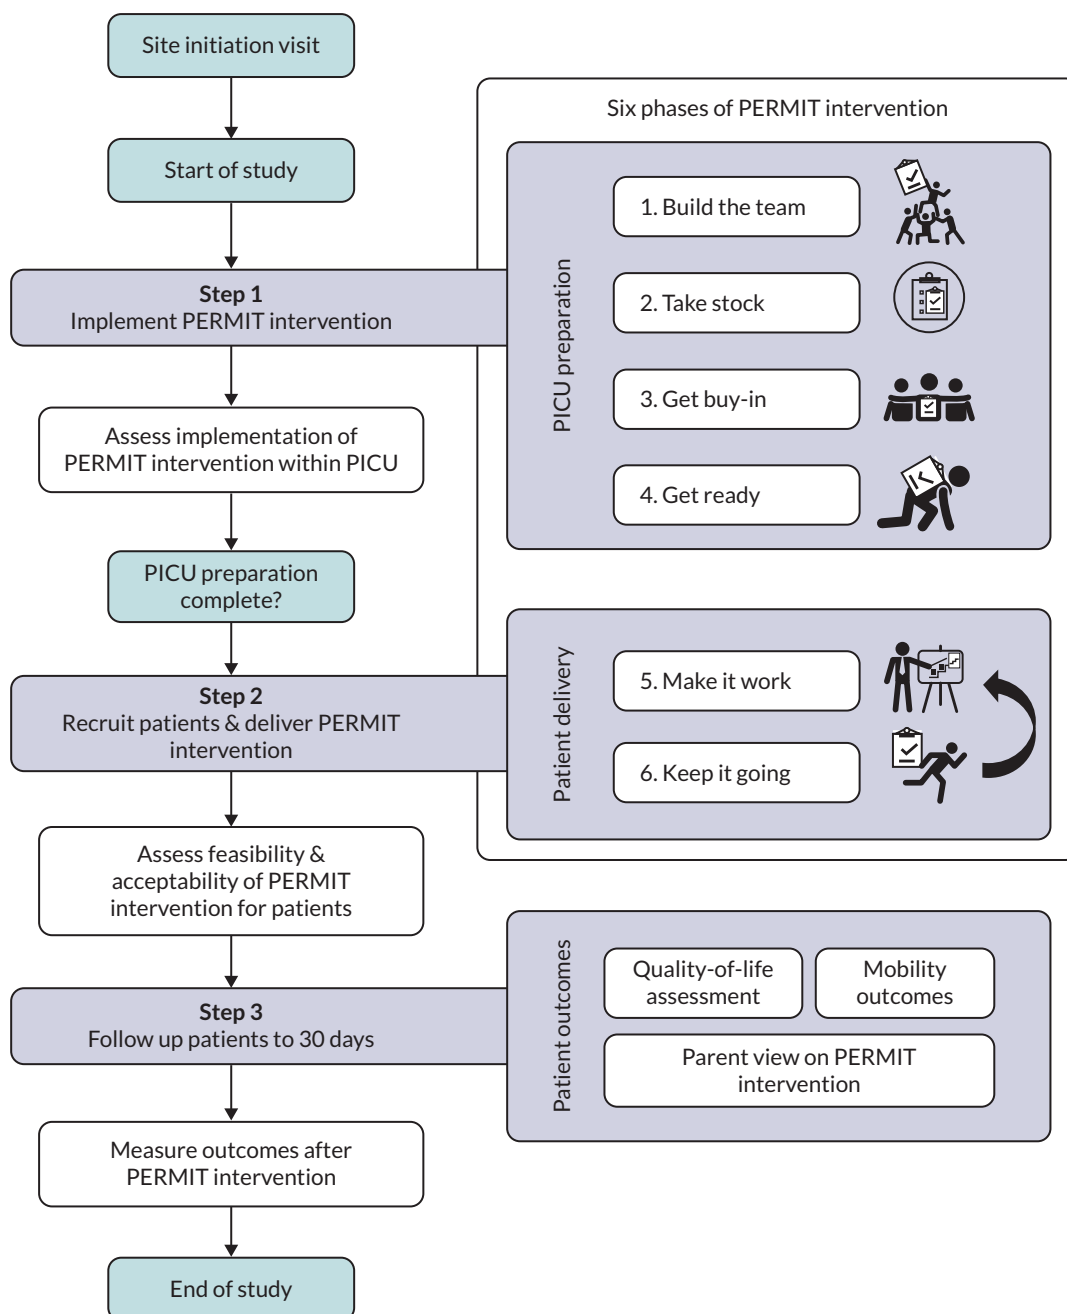 Site initiation visit
Start of study
Step 1
Implement PERMIT intervention
Assess implementation of
PERMIT intervention within PICU
PICU preparation
complete?
Step 2
Recruit patients & deliver PERMIT
intervention
Assess feasibility &
acceptability of PERMIT
intervention for patients
Step 3
Follow up patients to 30 days
Measure outcomes after
PERMIT intervention
End of study
Six phases of PERMIT intervention
PICU preparation
1. Build the team
2. Take stock
3. Get buy-in
4. Get ready
Patient delivery
5. Make it work
6. Keep it going
Patient outcomes
Quality-of-life
assessment
Mobility
outcomes
Parent view on PERMIT
intervention